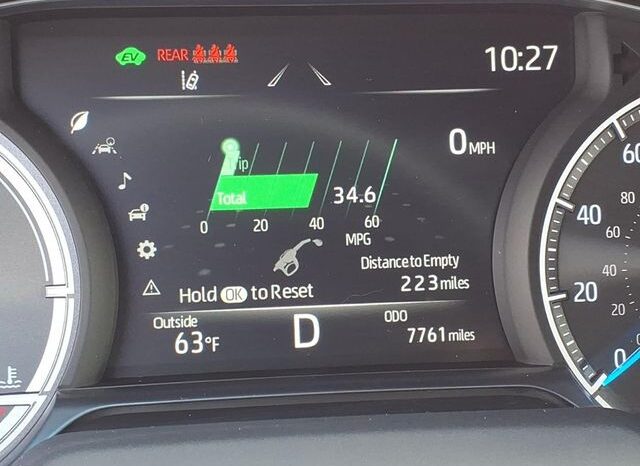 EV REAR 10:27
0 MPH
Trip
Total 34.6
0 20 40 60
MPG
Distance to Empty
223 miles
Hold OK to Reset
Outside
63°F
D
ODO
7761 miles
60
80
40
60
40
20
20
0
0